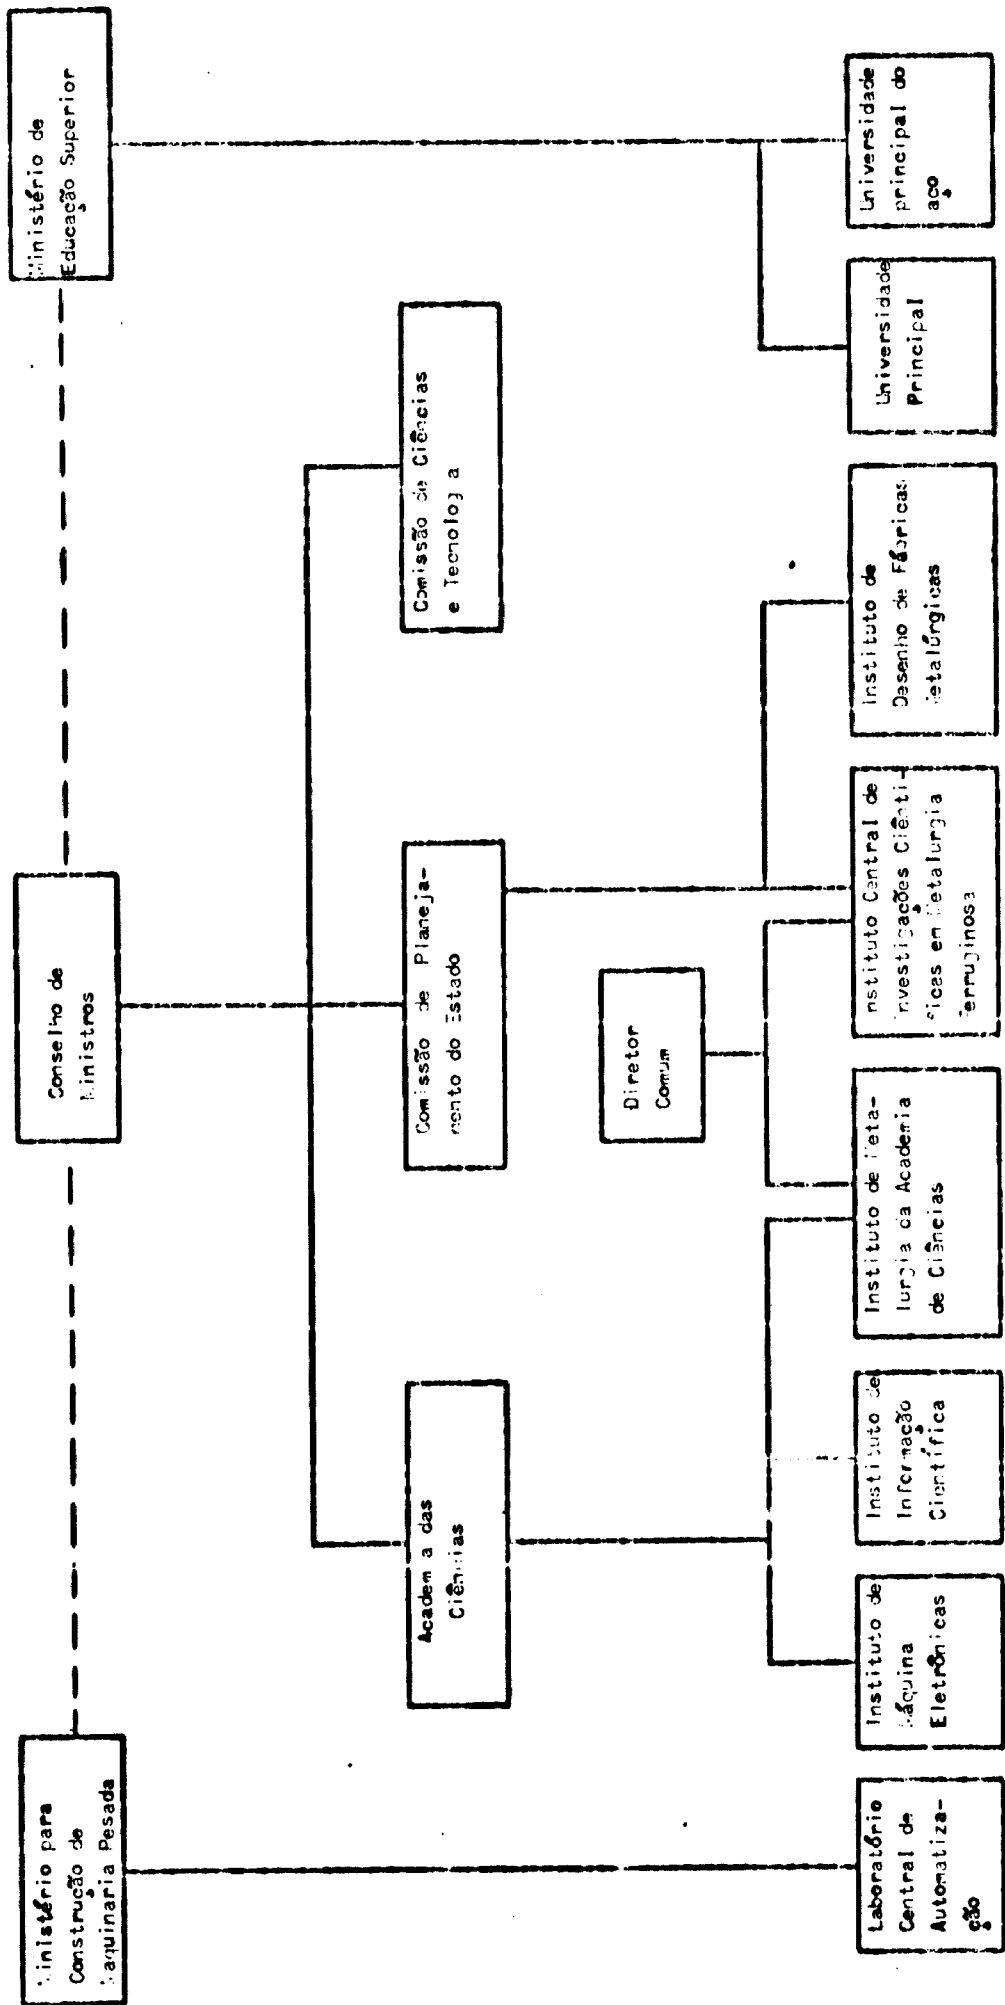 Ministério para
Construção de
Maquinaria Pesada
Conselho de
Ministros
Ministério de
Educação Superior
Academia das
Ciências
Comissão de Planeja-
mento do Estado
Comissão de Ciências
e Tecnologia
Diretor
Comum
Laboratório
Central de
Automatiza-
ção
Instituto de
Máquina
Eletrônicas
Instituto de
Informação
Científica
Instituto de Meta-
lurgia da Academia
de Ciências
Instituto Central de
Investigações Ciênti-
ficas en Metalurgia
Ferruginosa
Instituto de
Desenho de Fábricas
Metalúrgicas
Universidade
Principal
Universidade
principal do
aço